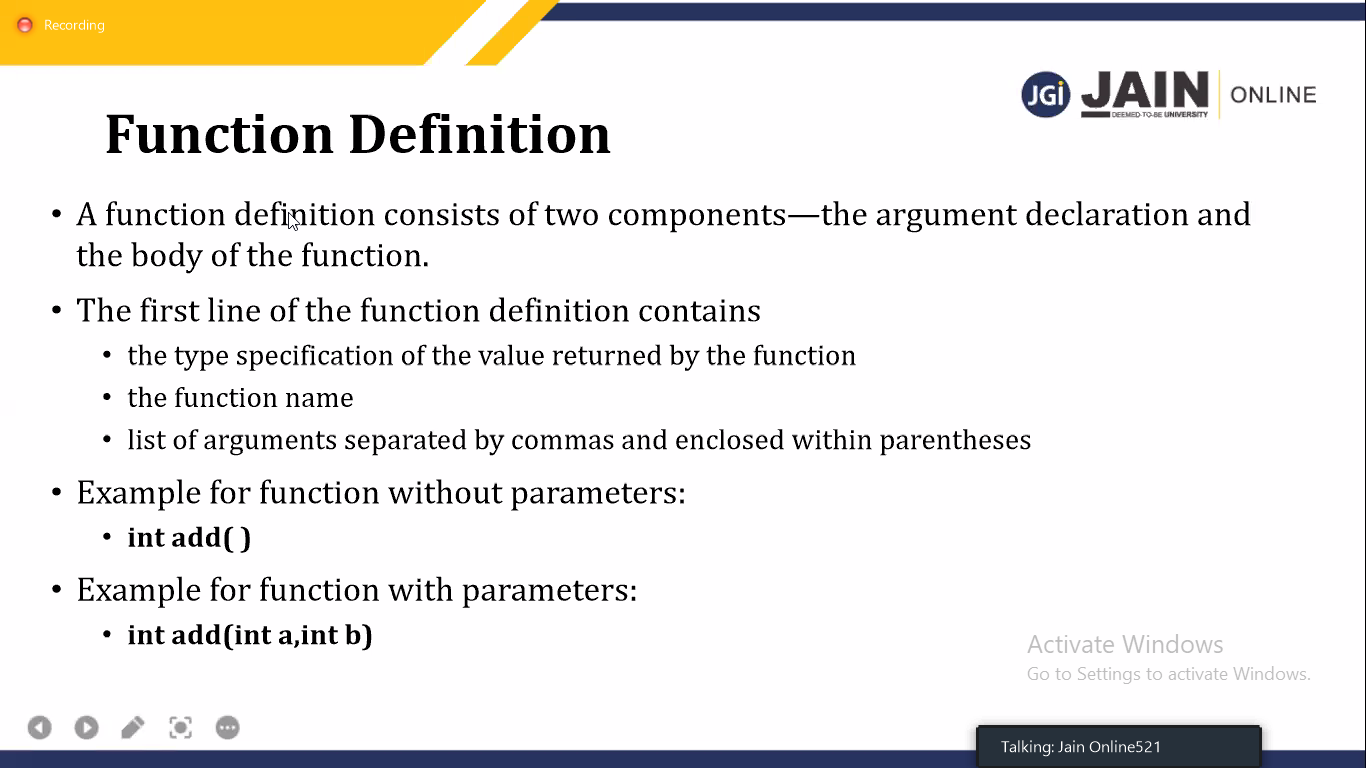 Recording
JGi JAIN ONLINE
DEEMED-TO-BE UNIVERSITY
Function Definition
• A function definition consists of two components—the argument declaration and
the body of the function.
• The first line of the function definition contains
• the type specification of the value returned by the function
• the function name
• list of arguments separated by commas and enclosed within parentheses
• Example for function without parameters:
• int add( )
• Example for function with parameters:
• int add(int a,int b)
Activate Windows
Go to Settings to activate Windows.
Talking: Jain Online521